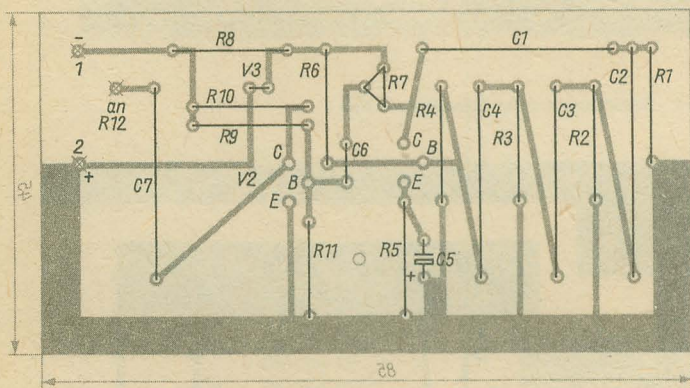 -
1
R8
C1
V3
R6
R7
C2
R1
an
R12
R10
R9
R4
C4
R3
C3
R2
2
+
C7
V2
C
B
E
C6
C
B
E
R11
R5
C5
+
45
85